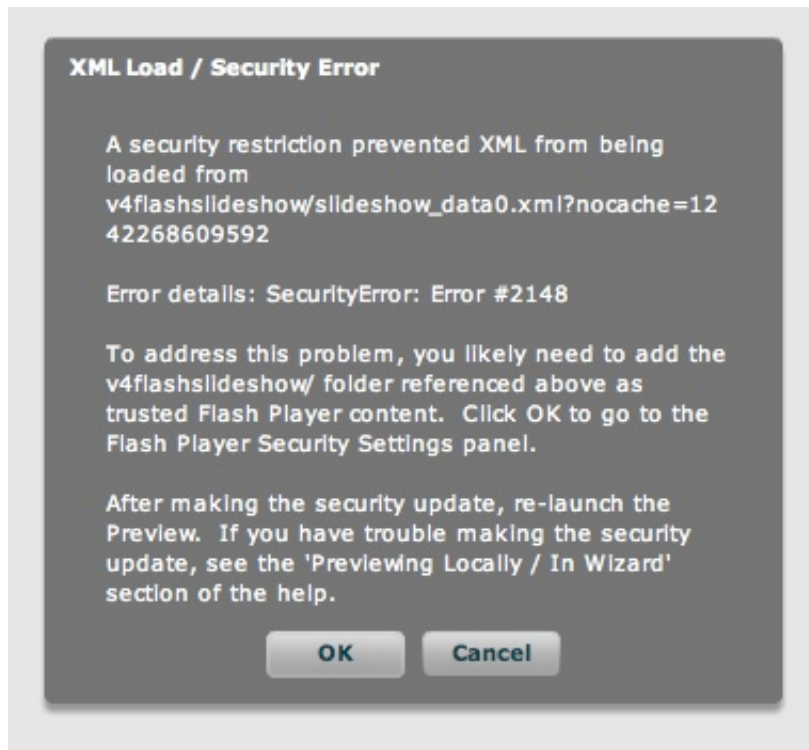 XML Load / Security Error
A security restriction prevented XML from being
loaded from
v4flashslideshow/slideshow_data0.xml?nocache=12
42268609592
Error details: SecurityError: Error #2148
To address this problem, you likely need to add the
v4flashslideshow/ folder referenced above as
trusted Flash Player content.  Click OK to go to the
Flash Player Security Settings panel.
After making the security update, re-launch the
Preview.  If you have trouble making the security
update, see the 'Previewing Locally / In Wizard'
section of the help.
OK Cancel